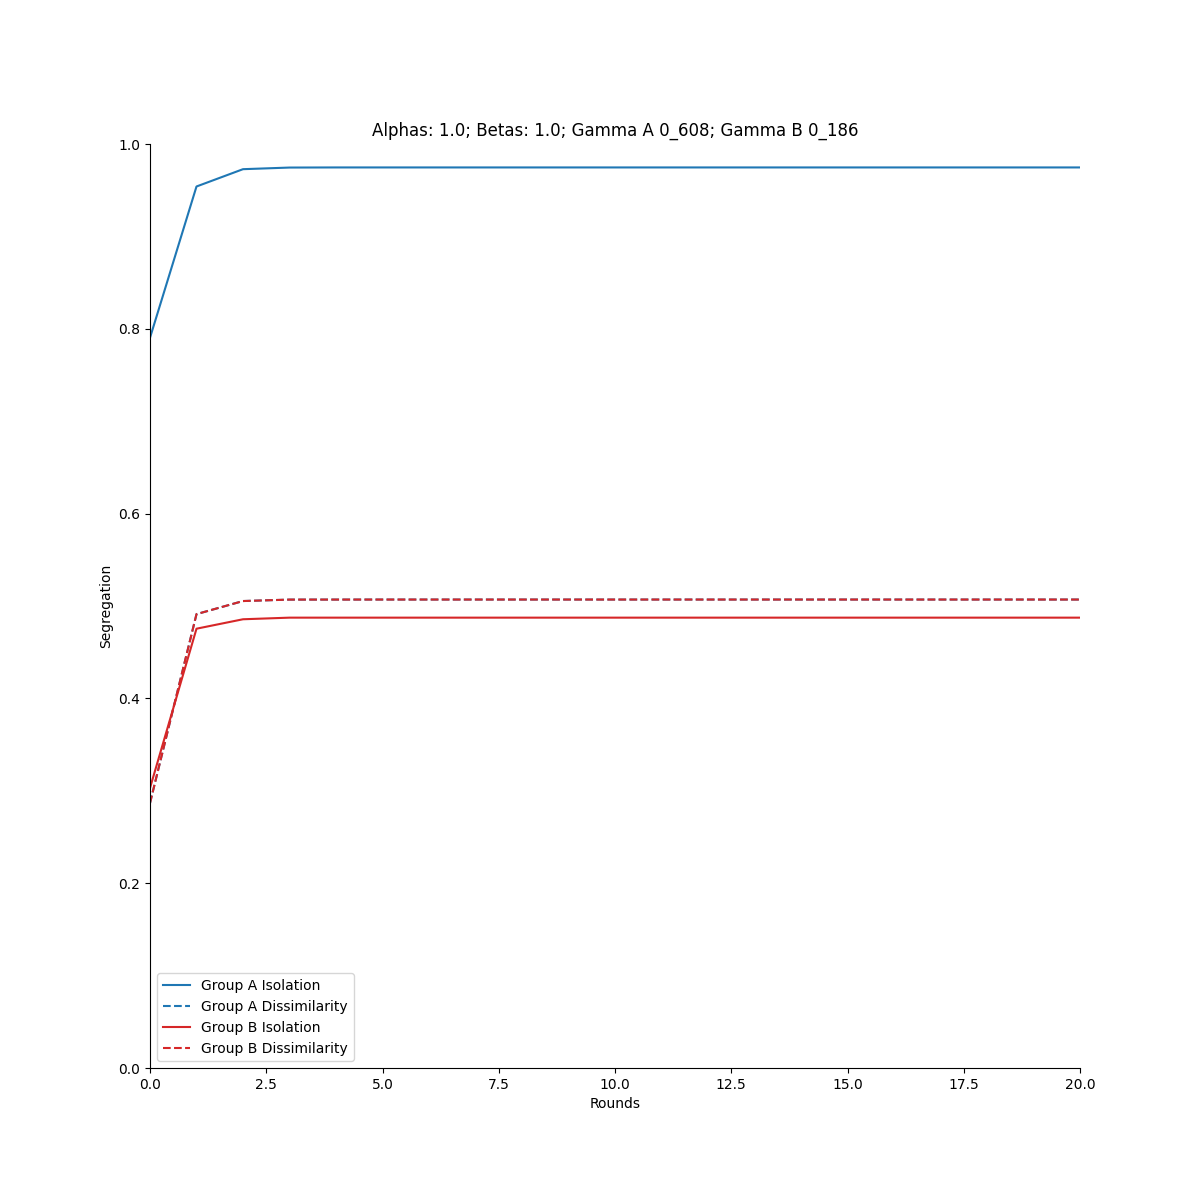 Alphas: 1.0; Betas: 1.0; Gamma A 0_608; Gamma B 0_186
1.0
0.8
0.6
0.4
0.2
0.0
Segregation
Group A Isolation
Group A Dissimilarity
Group B Isolation
Group B Dissimilarity
0.0 2.5 5.0 7.5 10.0 12.5 15.0 17.5 20.0
Rounds